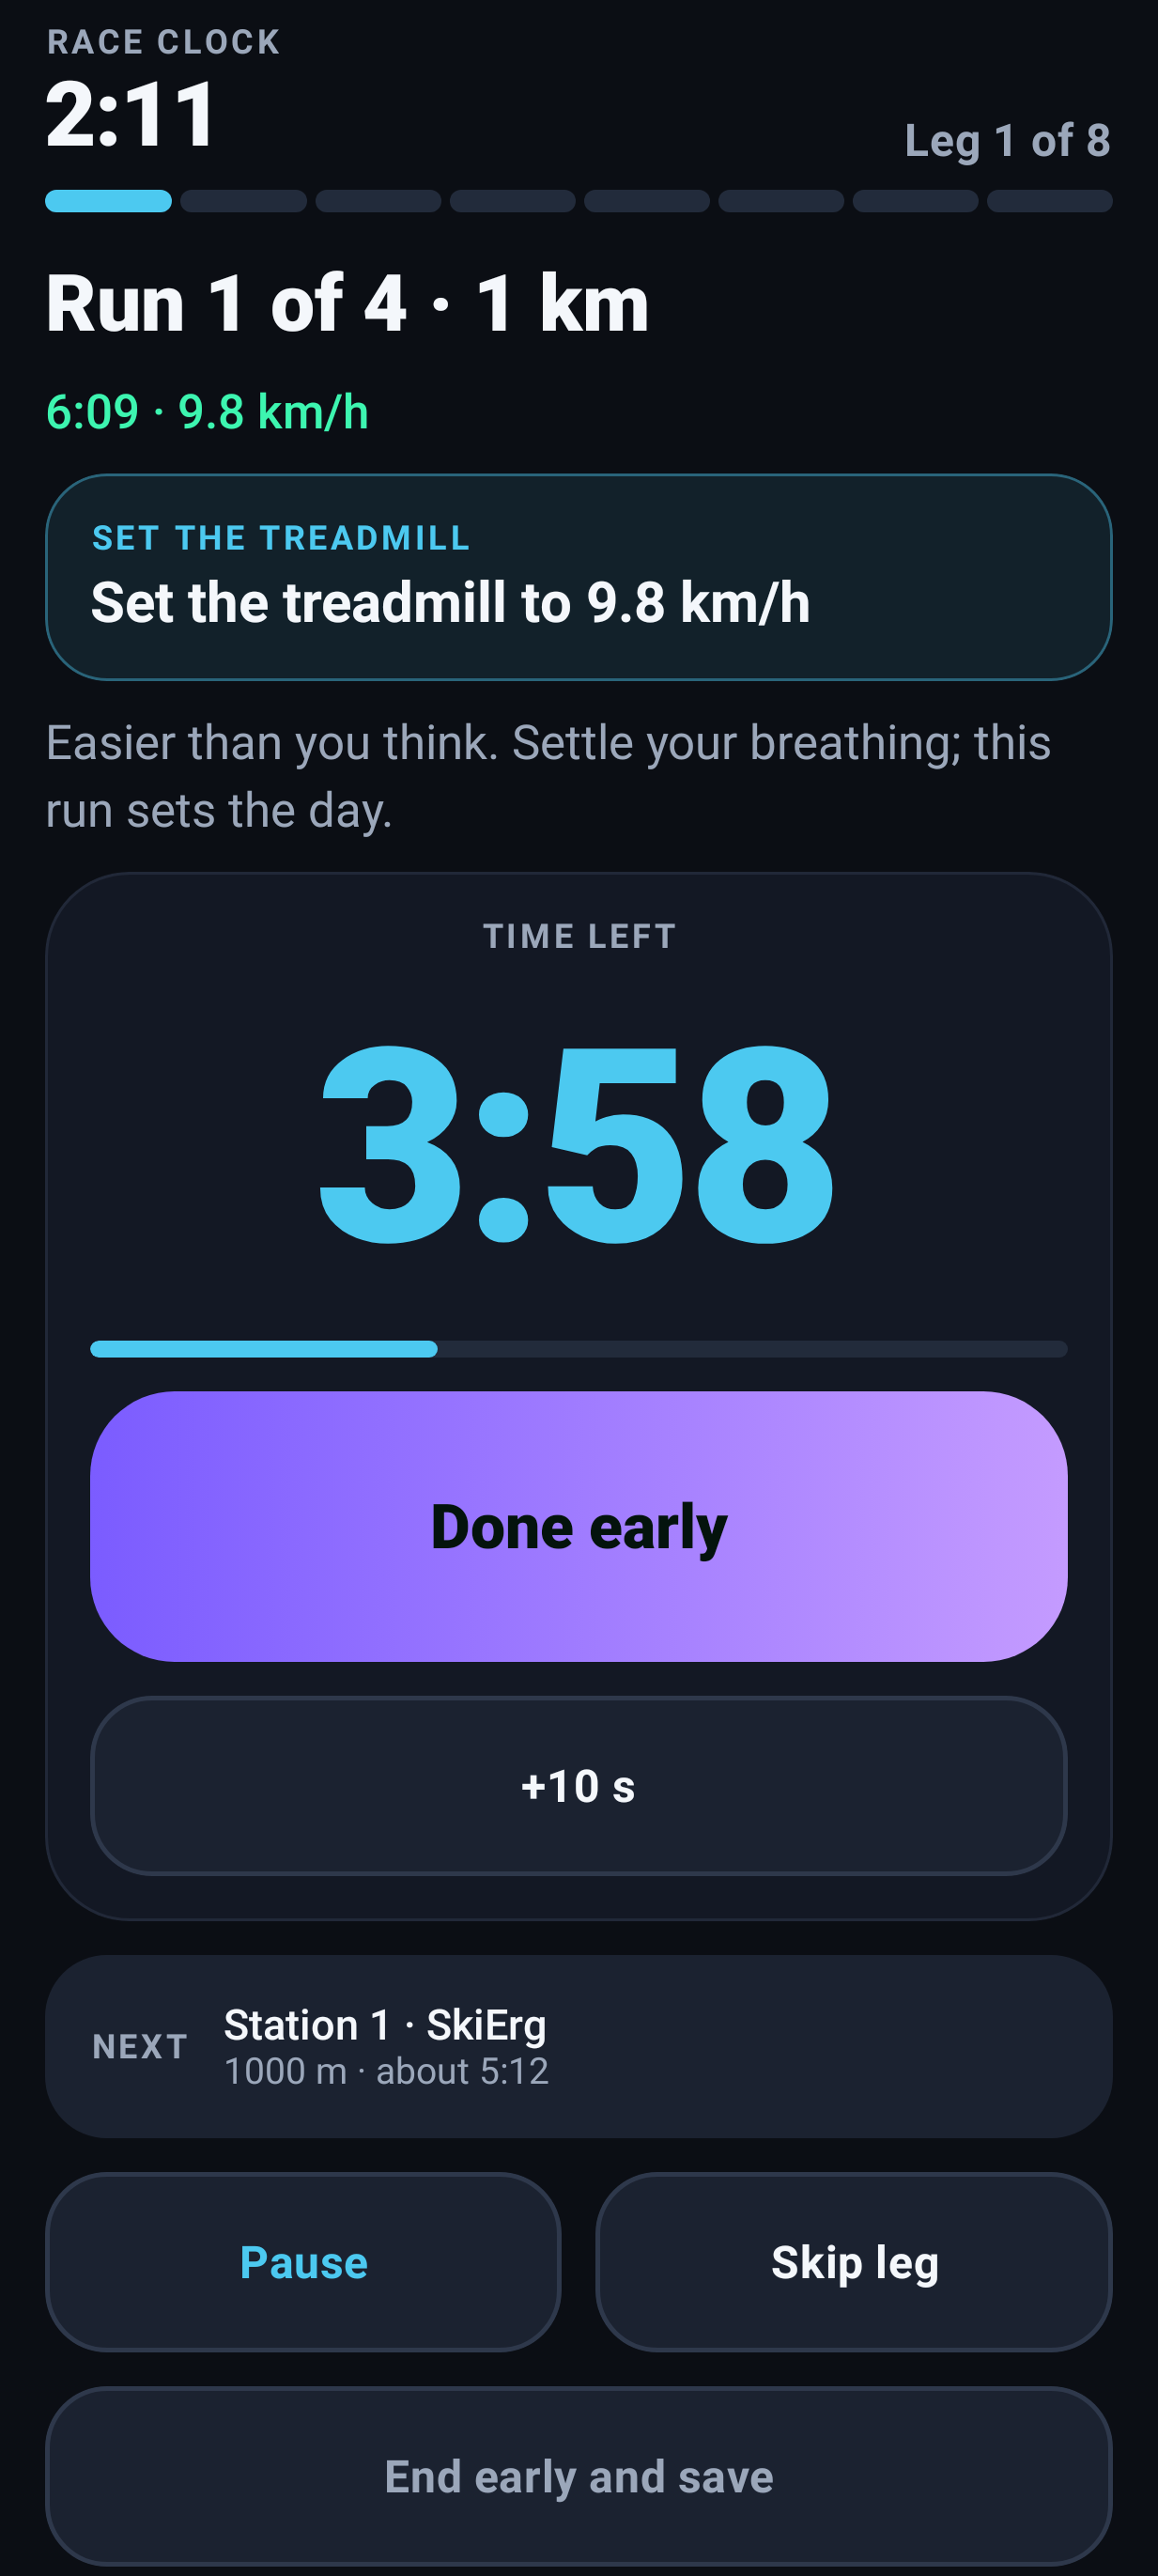 RACE CLOCK
2:11
Leg 1 of 8
Run 1 of 4 · 1 km
6:09 · 9.8 km/h
SET THE TREADMILL
Set the treadmill to 9.8 km/h
Easier than you think. Settle your breathing; this
run sets the day.
TIME LEFT
3:58
Done early
+10 s
NEXT
Station 1 · SkiErg
1000 m · about 5:12
Pause
Skip leg
End early and save